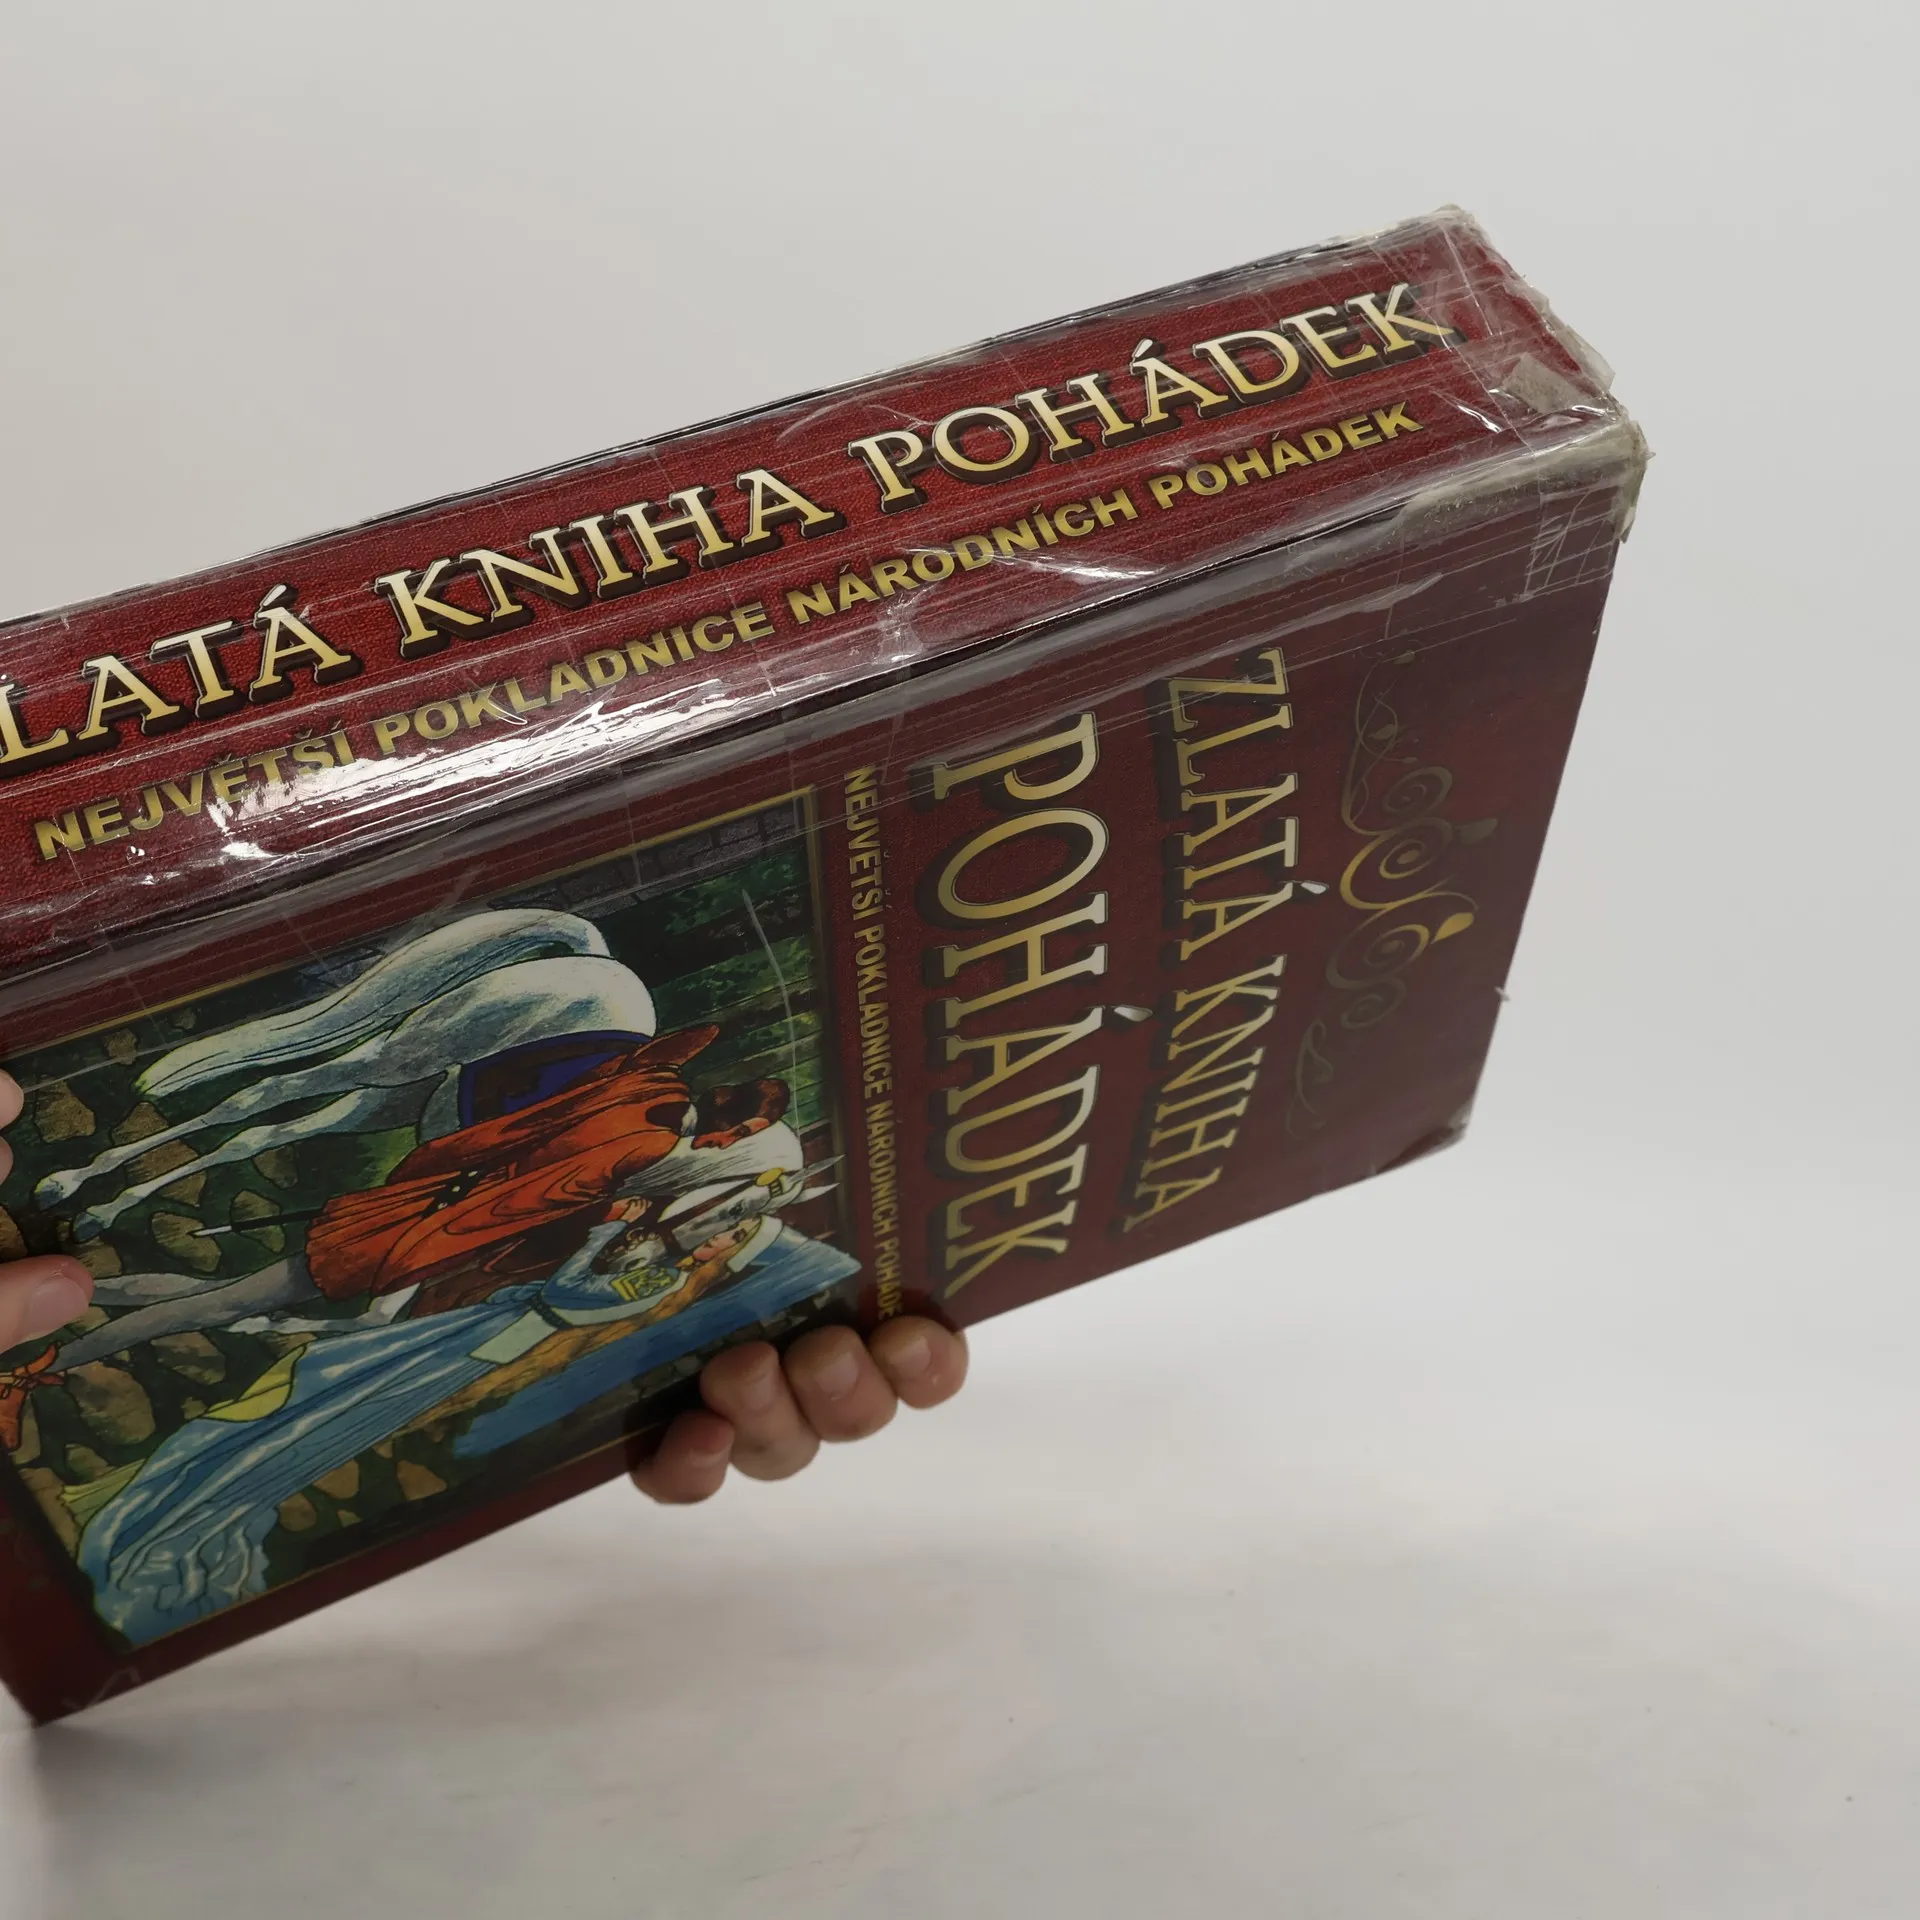 LATÁ KNIHA POHÁDEK
NEJVĚTŠÍ POKLADNICE NÁRODNÍCH POHÁDEK
ZLATÁ KNIHA
POHÁDEK
NEJVĚTŠÍ POKLADNICE NÁRODNÍCH POHÁDE